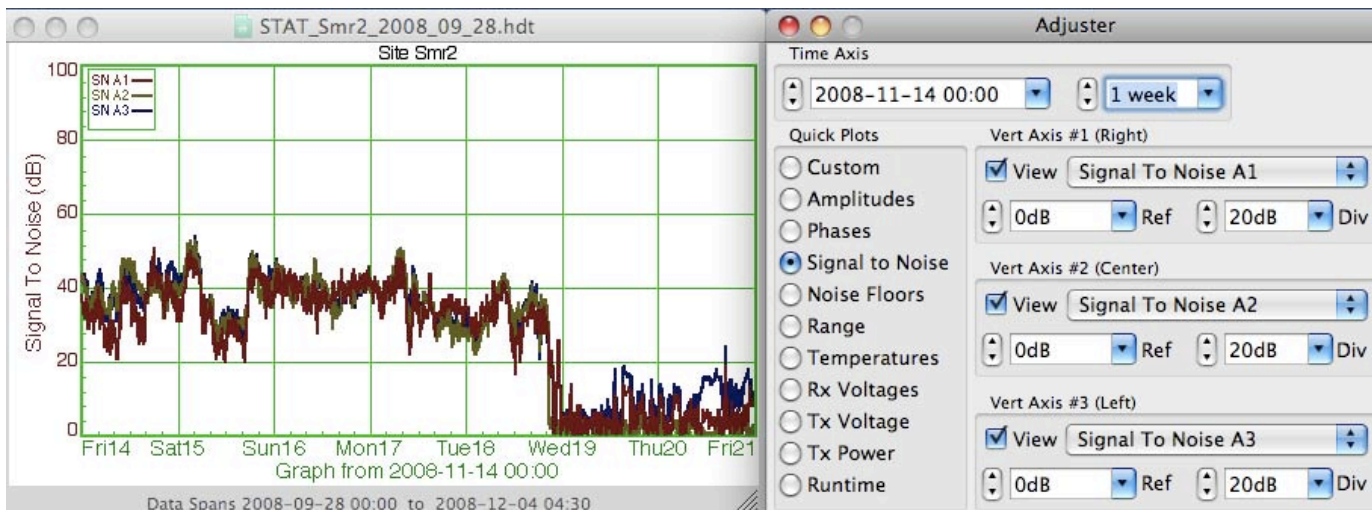 STAT_Smr2_2008_09_28.hdt
Site Smr2
SN A1
SN A2
SN A3
Signal To Noise (dB)
100
80
60
40
20
0
Fri14 Sat15 Sun16 Mon17 Tue18 Wed19 Thu20 Fri21
Graph from 2008-11-14 00:00
Data Spans 2008-09-28 00:00 to 2008-12-04 04:30
Adjuster
Time Axis
2008-11-14 00:00 1 week
Quick Plots
Custom
Amplitudes
Phases
Signal to Noise
Noise Floors
Range
Temperatures
Rx Voltages
Tx Voltage
Tx Power
Runtime
Vert Axis #1 (Right)
View Signal To Noise A1
0dB Ref 20dB Div
Vert Axis #2 (Center)
View Signal To Noise A2
0dB Ref 20dB Div
Vert Axis #3 (Left)
View Signal To Noise A3
0dB Ref 20dB Div